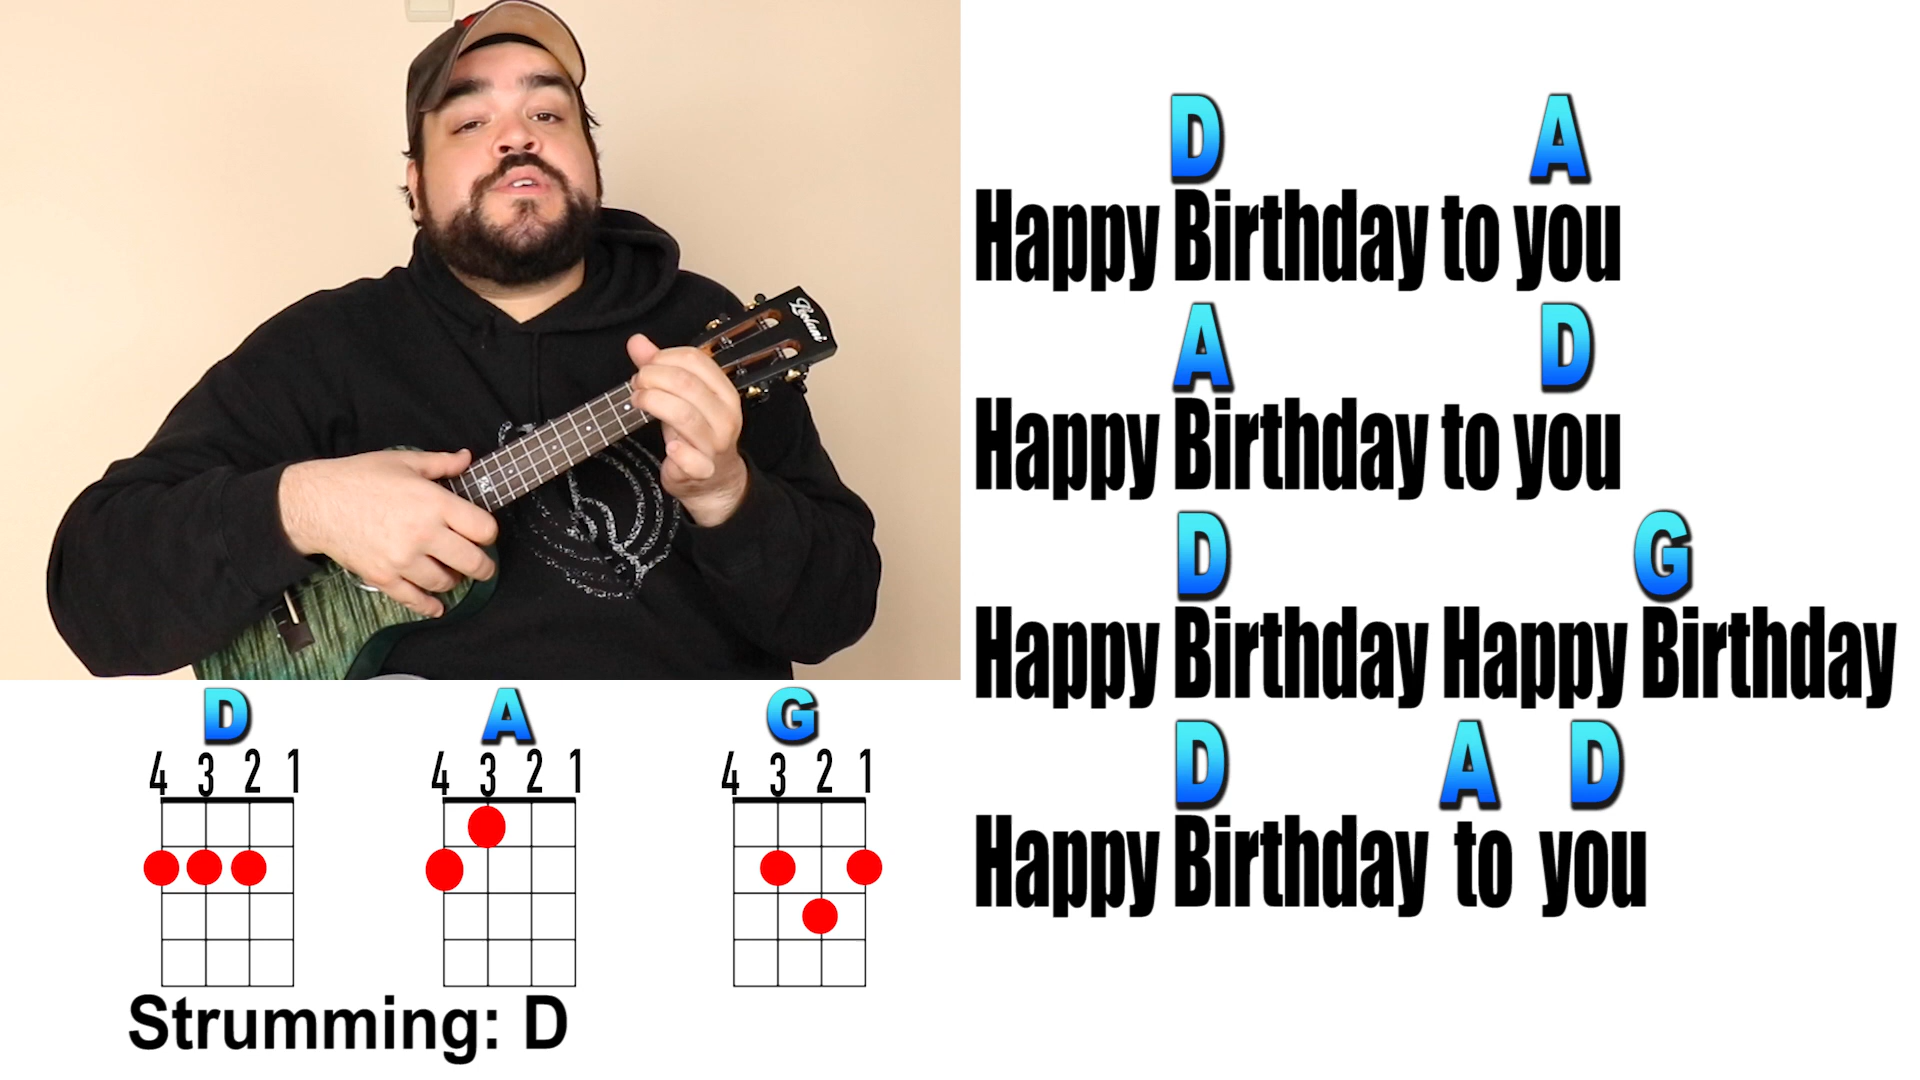 Leolani
D A
Happy Birthday to you
A D
Happy Birthday to you
D G
Happy Birthday Happy Birthday
D A D
Happy Birthday to you
D A G
4 3 2 1 4 3 2 1 4 3 2 1
Strumming: D